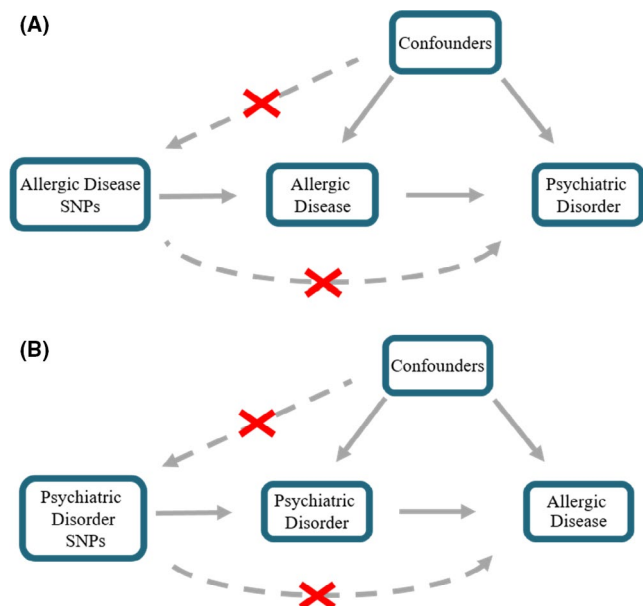 (A)
Confounders
Allergic Disease
SNPs
Allergic
Disease
Psychiatric
Disorder
(B)
Confounders
Psychiatric
Disorder
SNPs
Psychiatric
Disorder
Allergic
Disease